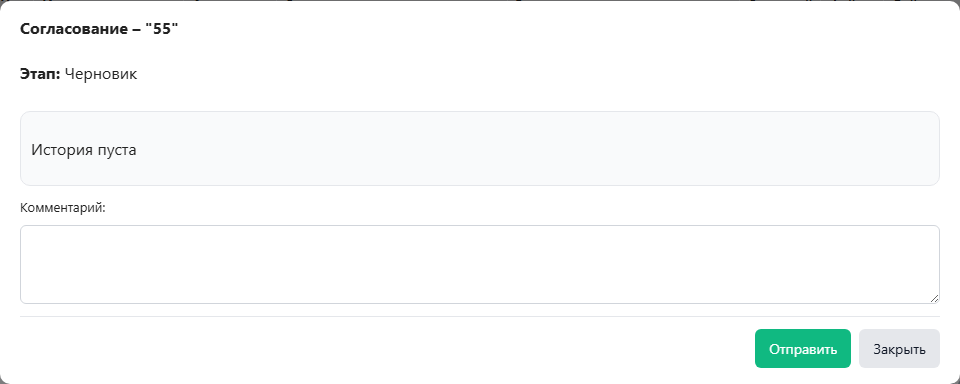 Согласование – "55"
Этап: Черновик
История пуста
Комментарий:
Отправить
Закрыть